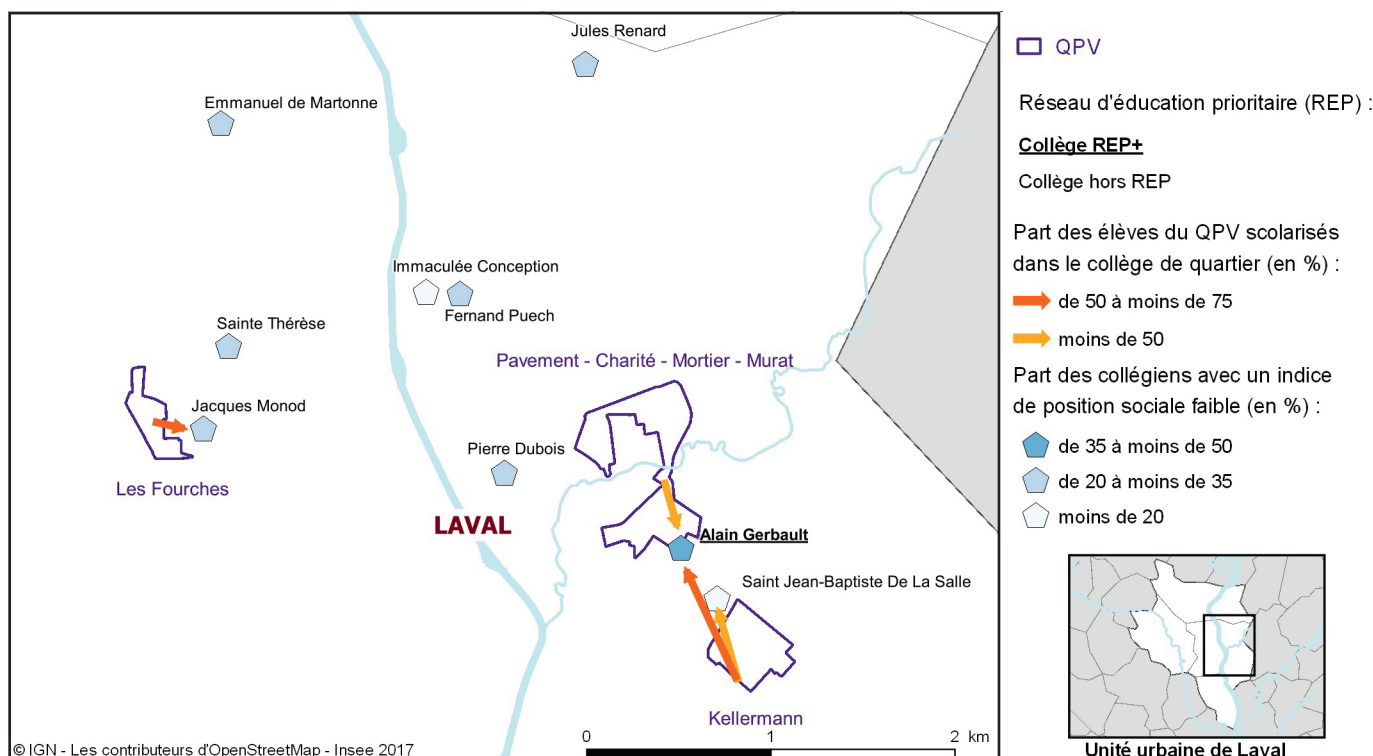 Jules Renard
Emmanuel de Martonne
Immaculée Conception
Fernand Puech
Sainte Thérèse
Pavement - Charité - Mortier - Murat
Jacques Monod
Pierre Dubois
Les Fourches
LAVAL
Alain Gerbault
Saint Jean-Baptiste De La Salle
Kellermann
0 1 2 km
© IGN - Les contributeurs d'OpenStreetMap - Insee 2017
QPV
Réseau d'éducation prioritaire (REP) :
Collège REP+
Collège hors REP
Part des élèves du QPV scolarisés
dans le collège de quartier (en %) :
de 50 à moins de 75
moins de 50
Part des collégiens avec un indice
de position sociale faible (en %) :
de 35 à moins de 50
de 20 à moins de 35
moins de 20
Unité urbaine de Laval